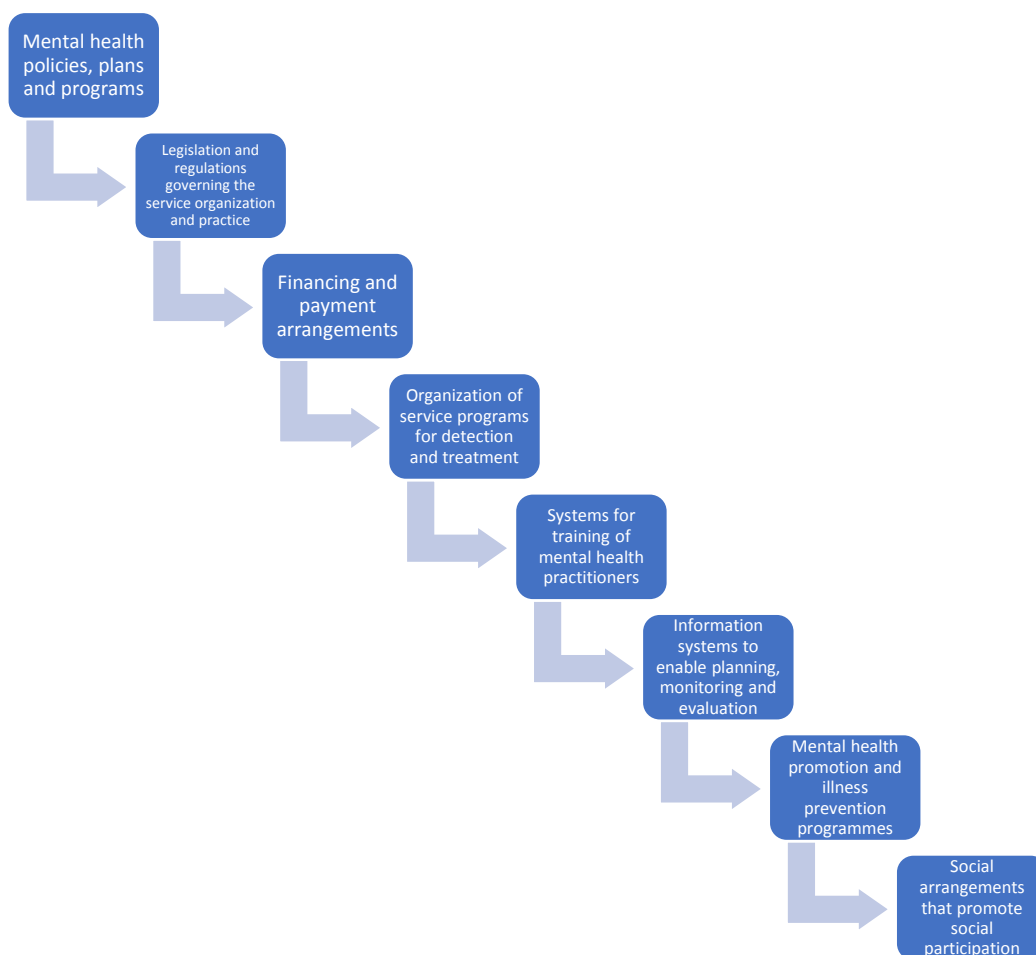 Mental health
policies, plans
and programs
Legislation and
regulations
governing the
service organization
and practice
Financing and
payment
arrangements
Organization of
service programs
for detection
and treatment
Systems for
training of
mental health
practitioners
Information
systems to
enable planning,
monitoring and
evaluation
Mental health
promotion and
illness
prevention
programmes
Social
arrangements
that promote
social
participation